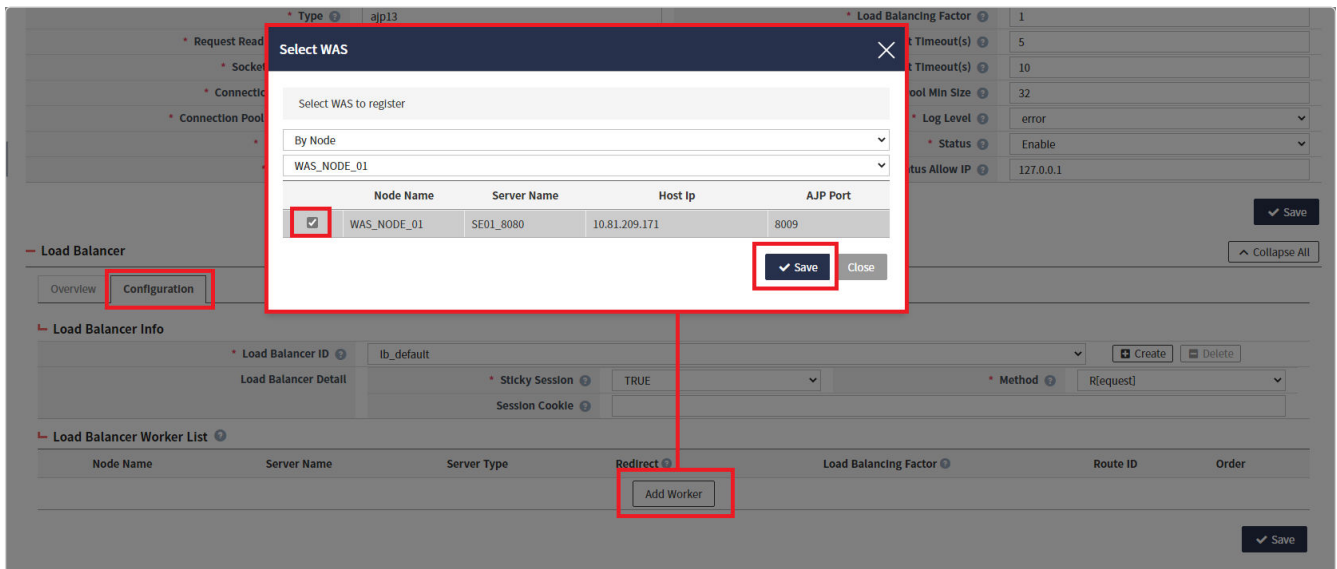 * Type ajp13 * Load Balancing Factor 1
* Request Read t Timeout(s) 5
* Socket t Timeout(s) 10
* Connectio ool Min Size 32
* Connection Pool * Log Level error
* * Status Enable
* tus Allow IP 127.0.0.1
Save
Select WAS
Select WAS to register
By Node
WAS_NODE_01
Node Name Server Name Host Ip AJP Port
WAS_NODE_01 SE01_8080 10.81.209.171 8009
Save Close
Load Balancer Collapse All
Overview Configuration
Load Balancer Info
* Load Balancer ID lb_default Create Delete
Load Balancer Detail * Sticky Session TRUE * Method R[equest]
Session Cookie
Load Balancer Worker List
Node Name Server Name Server Type Redirect Load Balancing Factor Route ID Order
Add Worker
Save